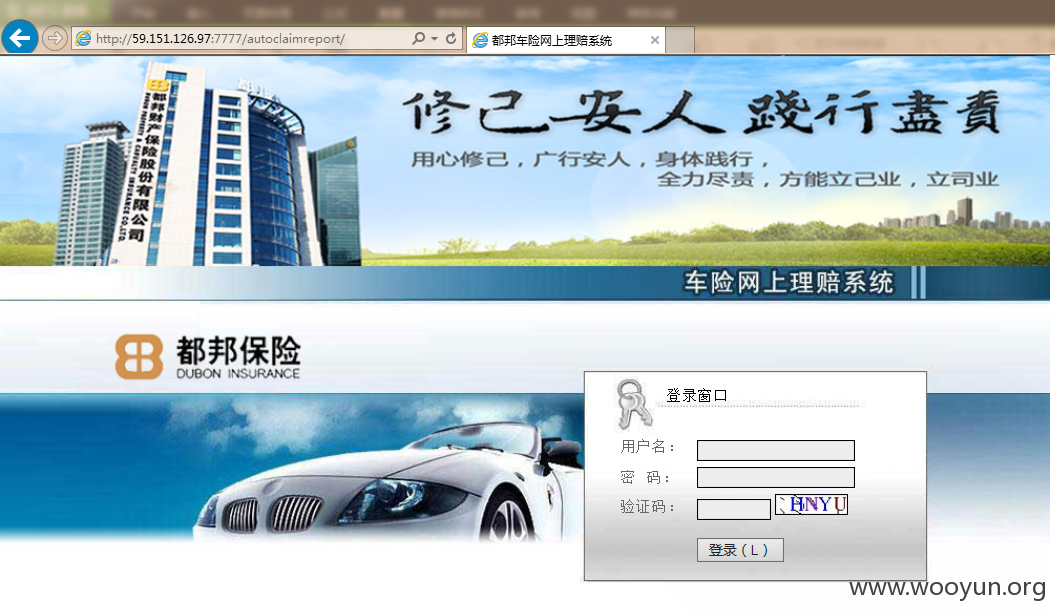 http://59.151.126.97:7777/autoclaimreport/
都邦车险网上理赔系统
都邦财产保险股份有限公司
修己安人 践行盡責
用心修己，广行安人，身体践行，
全力尽责，方能立己业，立司业
车险网上理赔系统
都邦保险
DUBON INSURANCE
登录窗口
用户名：
密 码：
验证码：
HNYU
登录（L）
www.wooyun.org